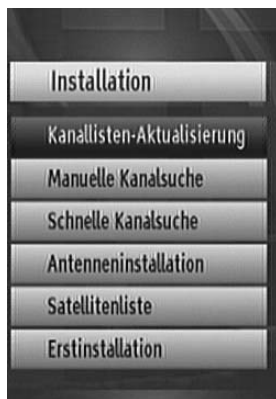 Installation
Kanallisten-Aktualisierung
Manuelle Kanalsuche
Schnelle Kanalsuche
Antenneninstallation
Satellitenliste
Erstinstallation